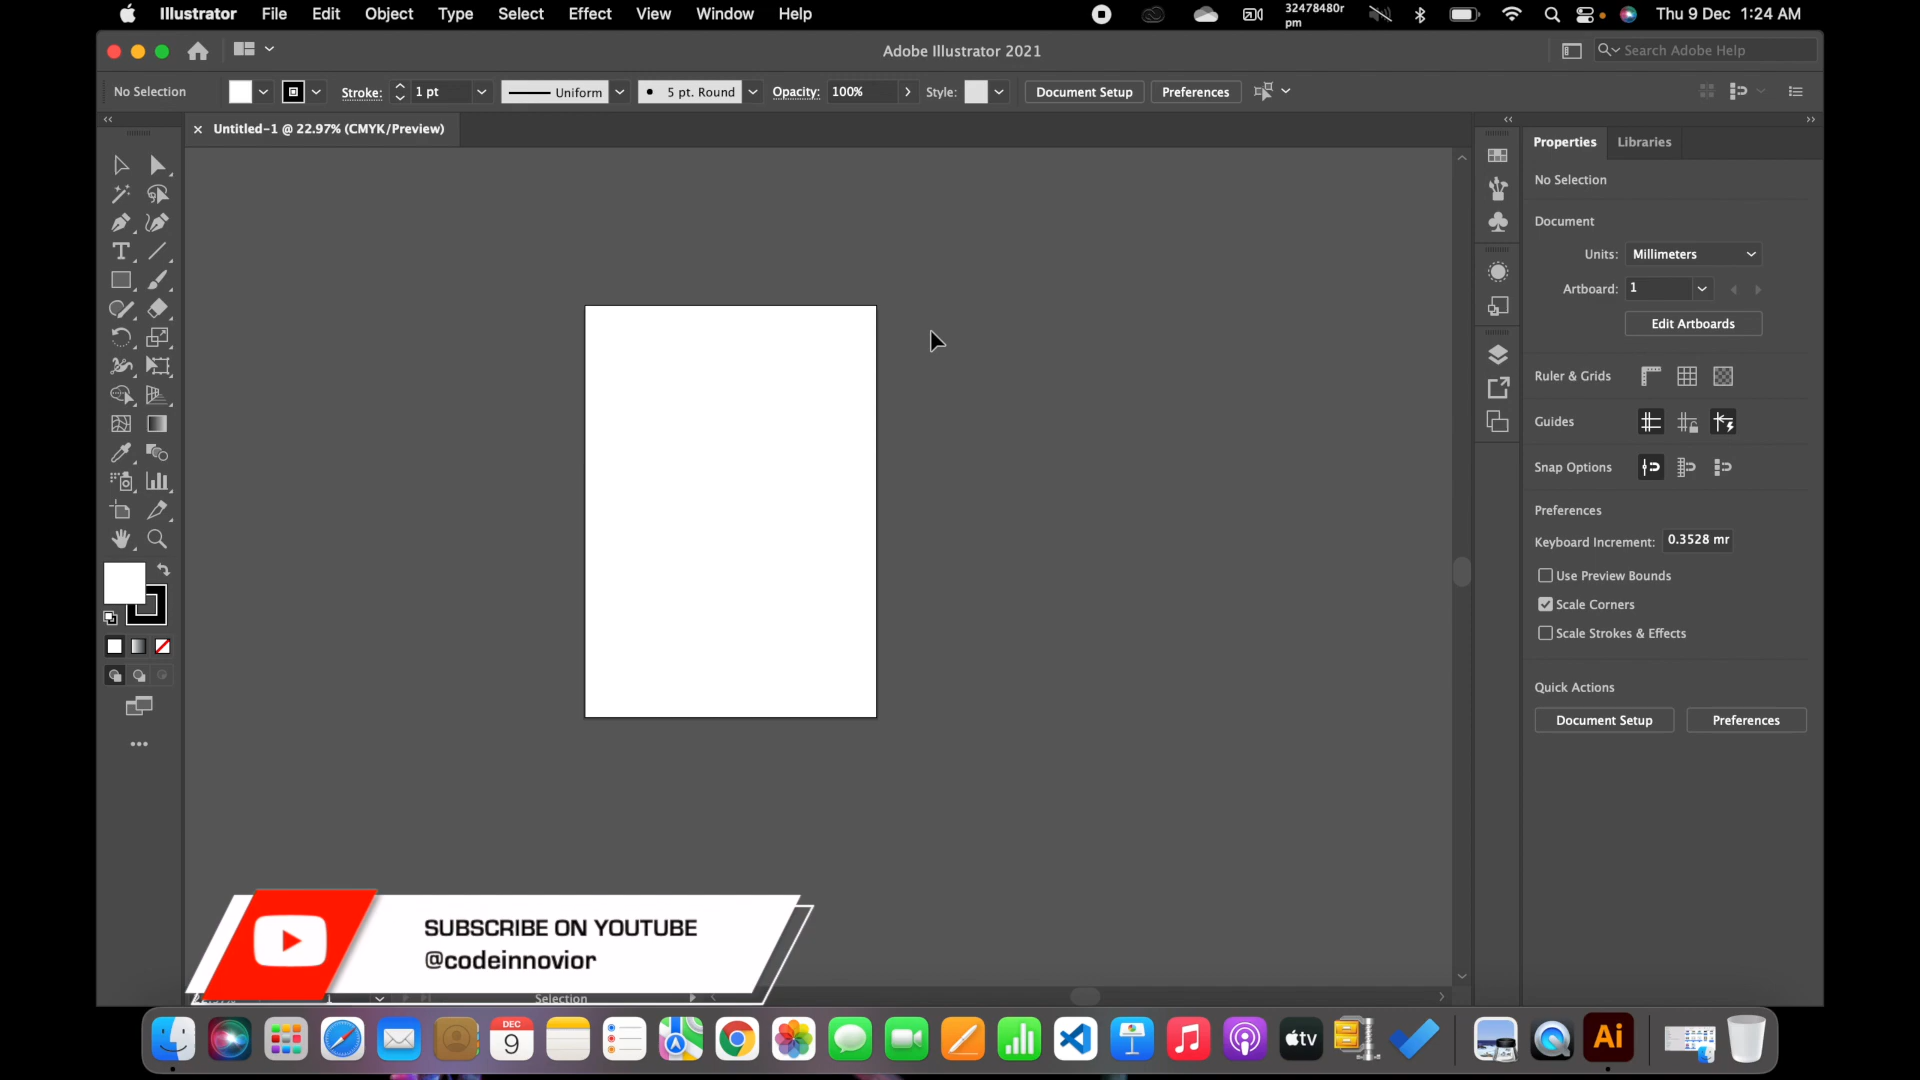 Illustrator File Edit Object Type Select Effect View Window Help 32478480r pm Thu 9 Dec 1:24 AM
Adobe Illustrator 2021 Search Adobe Help
No Selection Stroke: 1 pt Uniform 5 pt. Round Opacity: 100% Style: Document Setup Preferences
Untitled-1 @ 22.97% (CMYK/Preview)
Properties Libraries
No Selection
Document
Units: Millimeters
Artboard: 1
Edit Artboards
Ruler & Grids
Guides
Snap Options
Preferences
Keyboard Increment: 0.3528 mr
Use Preview Bounds
Scale Corners
Scale Strokes & Effects
Quick Actions
Document Setup Preferences
SUBSCRIBE ON YOUTUBE
@codeinnovior
Selection
DEC
9
tv
Ai